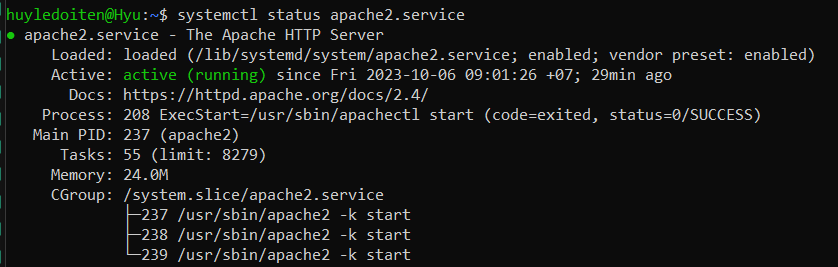 huyledoiten@Hyu:~$ systemctl status apache2.service
● apache2.service - The Apache HTTP Server
Loaded: loaded (/lib/systemd/system/apache2.service; enabled; vendor preset: enabled)
Active: active (running) since Fri 2023-10-06 09:01:26 +07; 29min ago
Docs: https://httpd.apache.org/docs/2.4/
Process: 208 ExecStart=/usr/sbin/apachectl start (code=exited, status=0/SUCCESS)
Main PID: 237 (apache2)
Tasks: 55 (limit: 8279)
Memory: 24.0M
CGroup: /system.slice/apache2.service
├─237 /usr/sbin/apache2 -k start
├─238 /usr/sbin/apache2 -k start
└─239 /usr/sbin/apache2 -k start